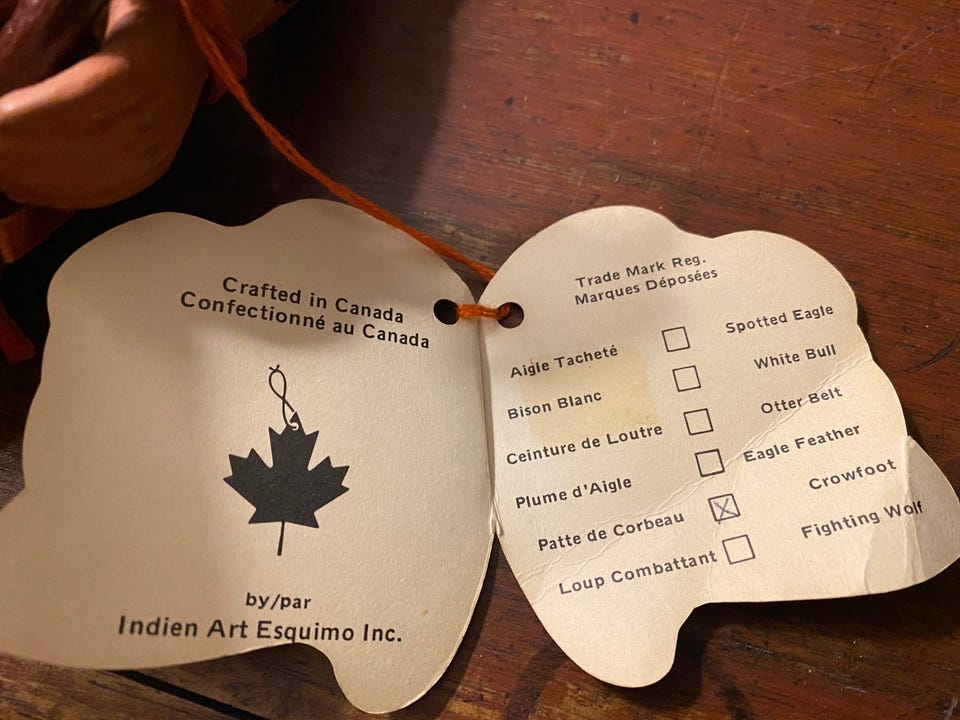 Crafted in Canada
Confectionné au Canada
by/par
Indien Art Esquimo Inc.
Trade Mark Reg.
Marques Déposées
Aigle Tacheté ☐ Spotted Eagle
Bison Blanc ☐ White Bull
Ceinture de Loutre ☐ Otter Belt
Plume d'Aigle ☐ Eagle Feather
Patte de Corbeau ☒ Crowfoot
Loup Combattant ☐ Fighting Wolf